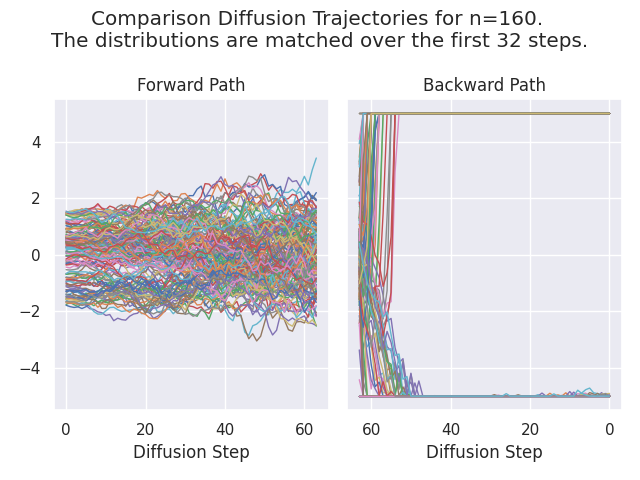 Comparison Diffusion Trajectories for n=160.
The distributions are matched over the first 32 steps.
Forward Path
Backward Path
4
2
0
−2
−4
0
20
40
60
60
40
20
0
Diffusion Step
Diffusion Step